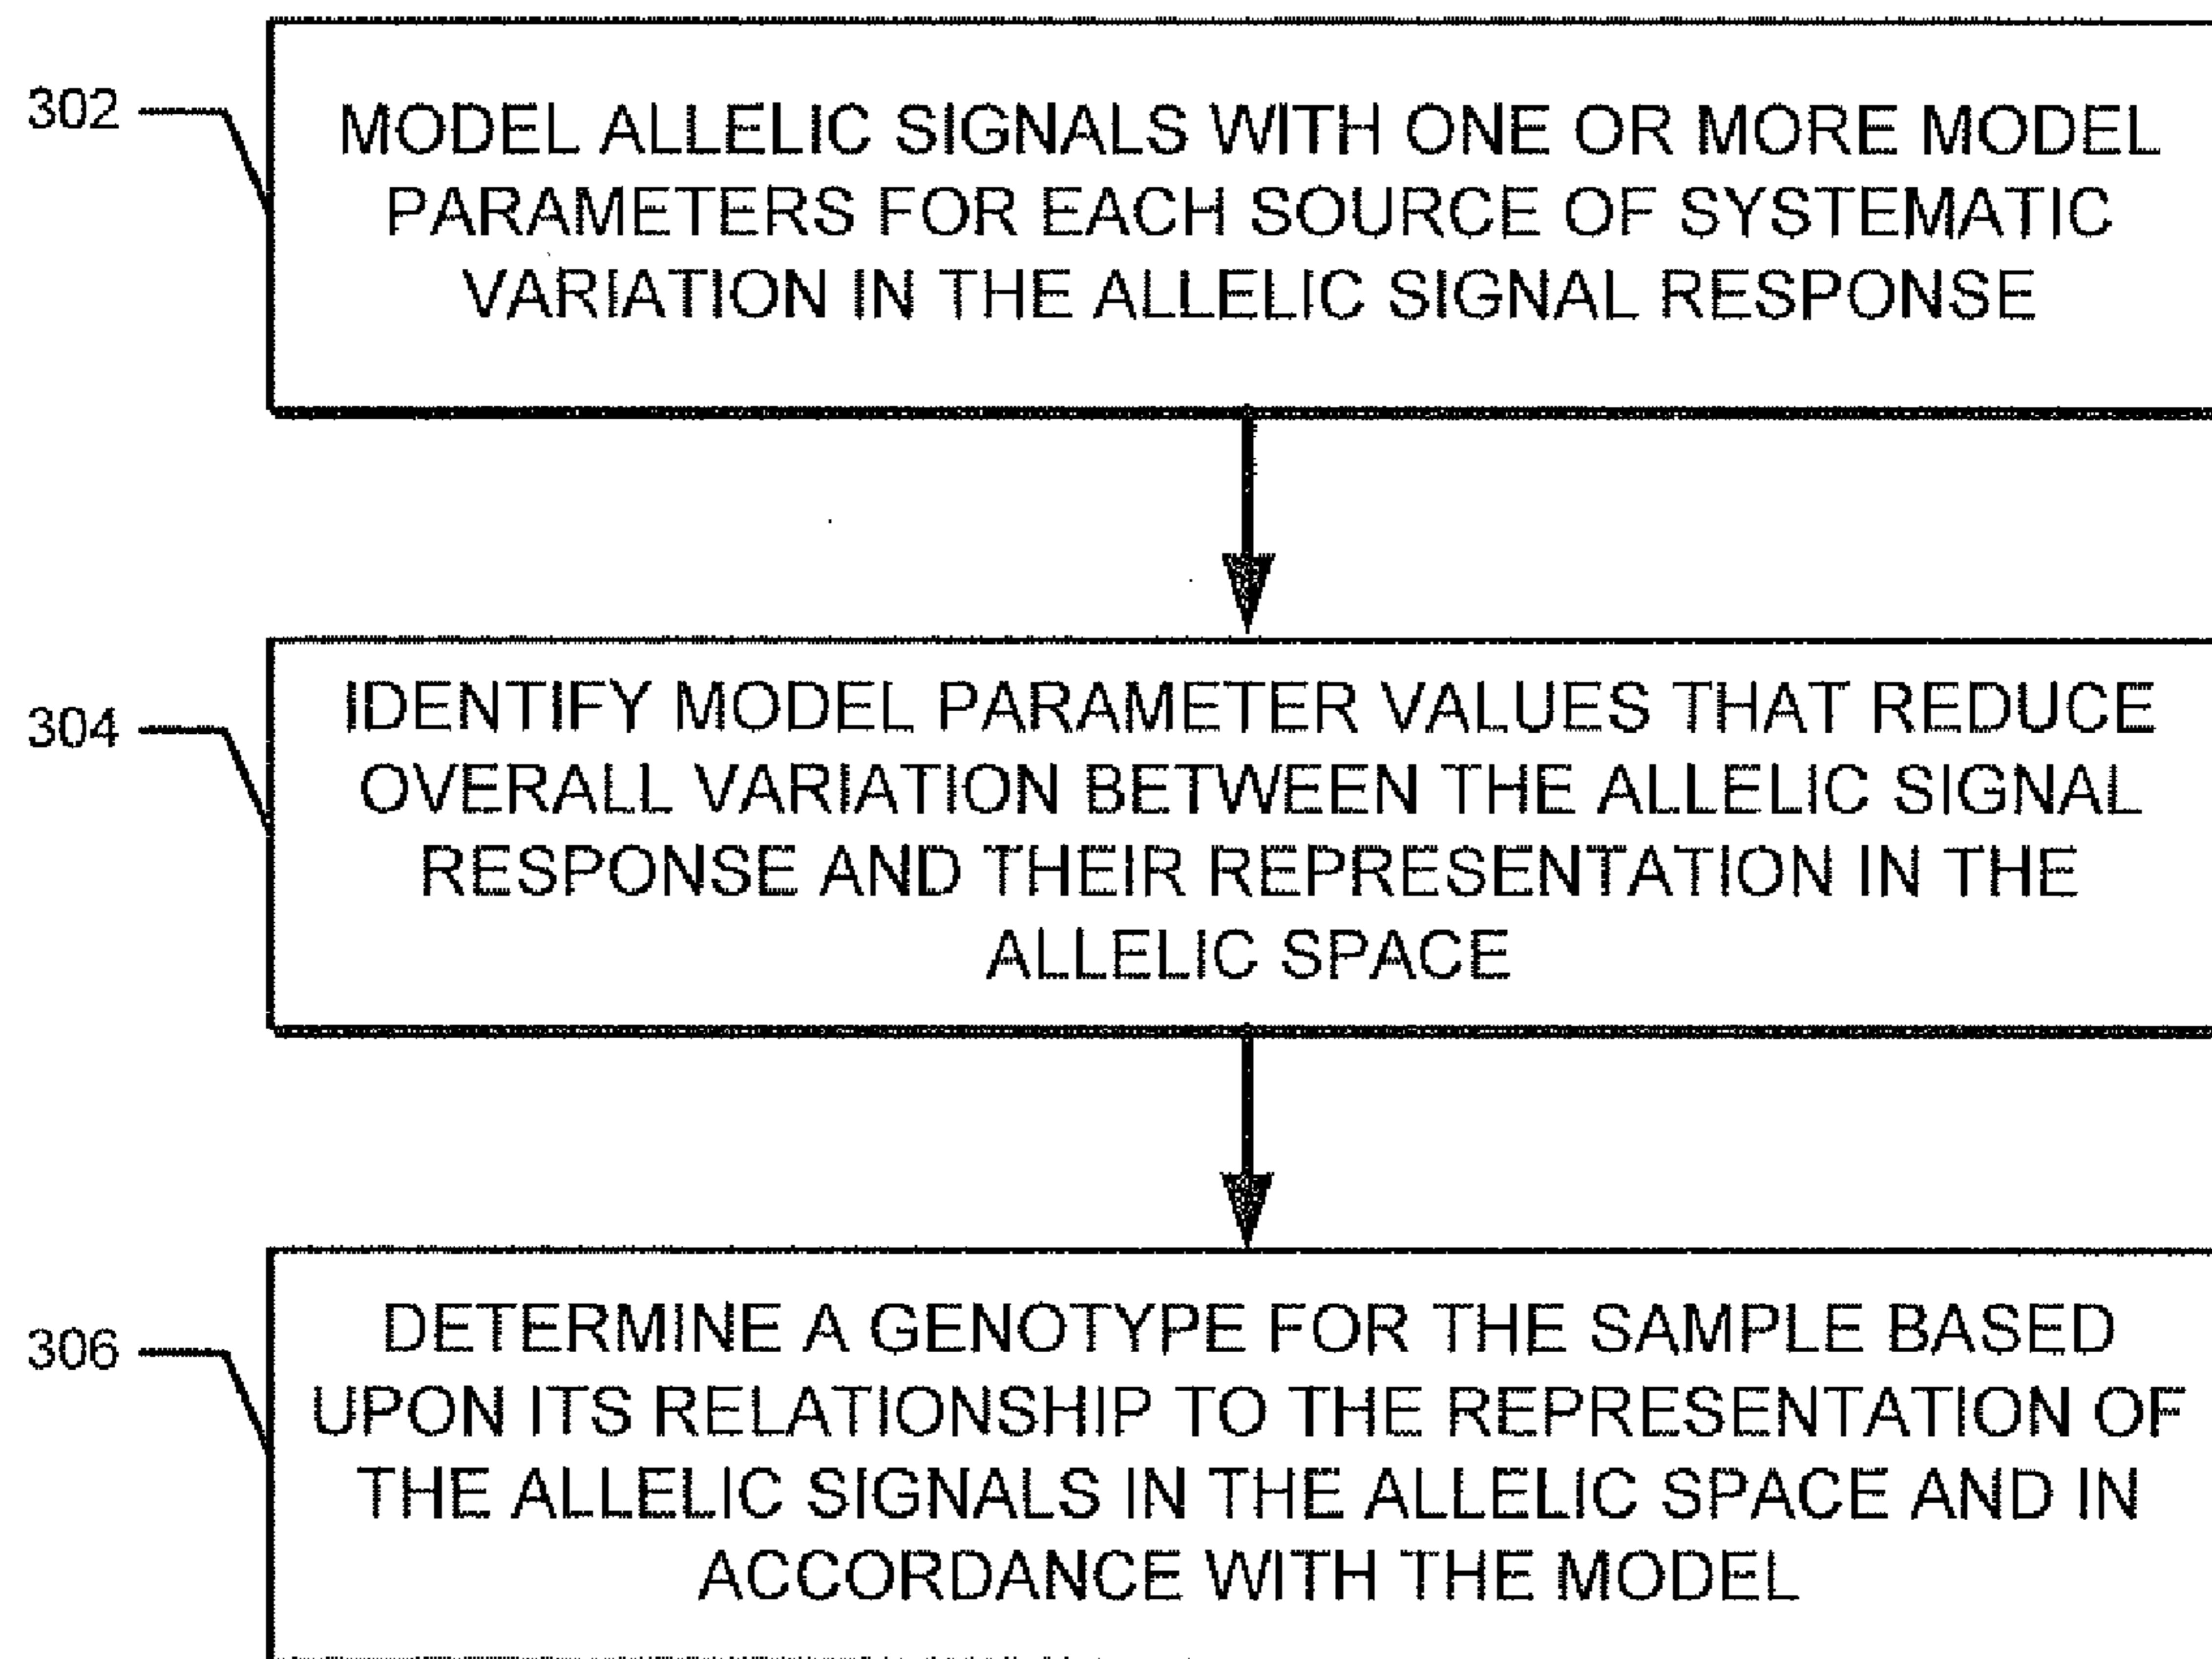 302
MODEL ALLELIC SIGNALS WITH ONE OR MORE MODEL
PARAMETERS FOR EACH SOURCE OF SYSTEMATIC
VARIATION IN THE ALLELIC SIGNAL RESPONSE
304
IDENTIFY MODEL PARAMETER VALUES THAT REDUCE
OVERALL VARIATION BETWEEN THE ALLELIC SIGNAL
RESPONSE AND THEIR REPRESENTATION IN THE
ALLELIC SPACE
306
DETERMINE A GENOTYPE FOR THE SAMPLE BASED
UPON ITS RELATIONSHIP TO THE REPRESENTATION OF
THE ALLELIC SIGNALS IN THE ALLELIC SPACE AND IN
ACCORDANCE WITH THE MODEL